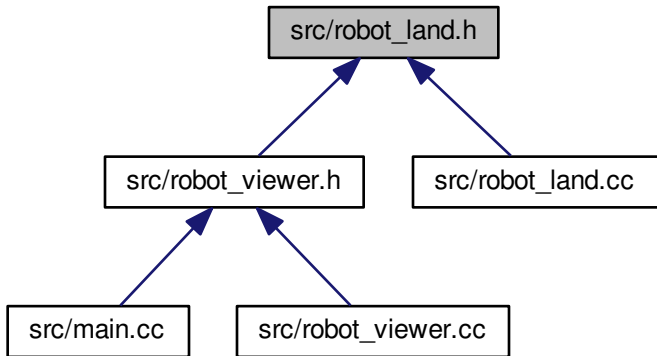 src/robot_land.h
src/robot_viewer.h
src/robot_land.cc
src/main.cc
src/robot_viewer.cc